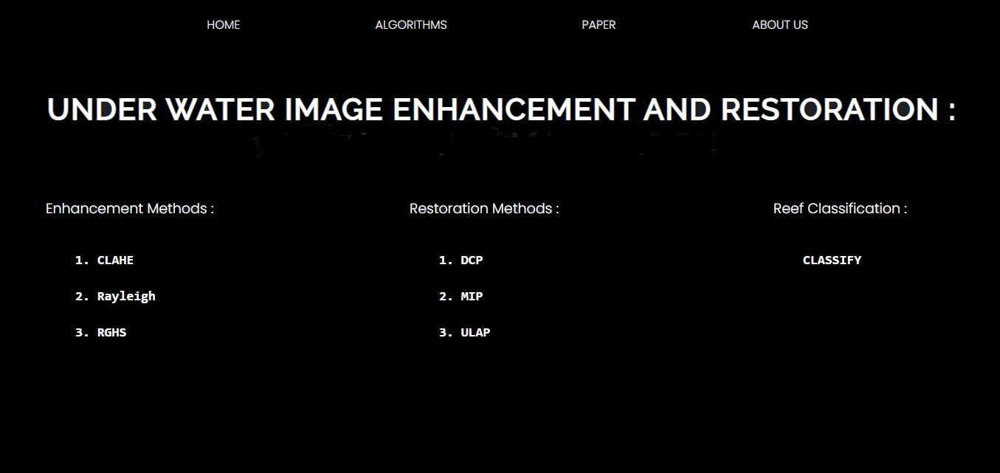 HOME ALGORITHMS PAPER ABOUT US
UNDER WATER IMAGE ENHANCEMENT AND RESTORATION :
Enhancement Methods :
1. CLAHE
2. Rayleigh
3. RGHS
Restoration Methods :
1. DCP
2. MIP
3. ULAP
Reef Classification :
CLASSIFY